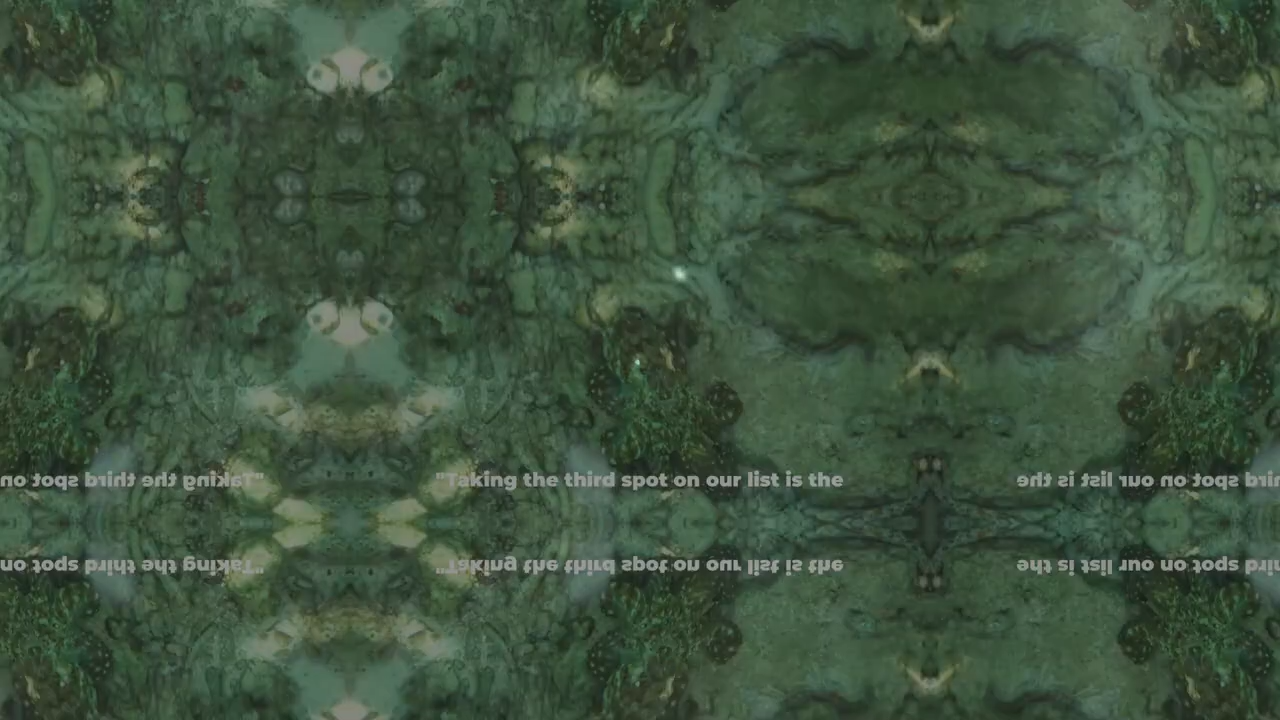 "Taking the third spot on our list is the